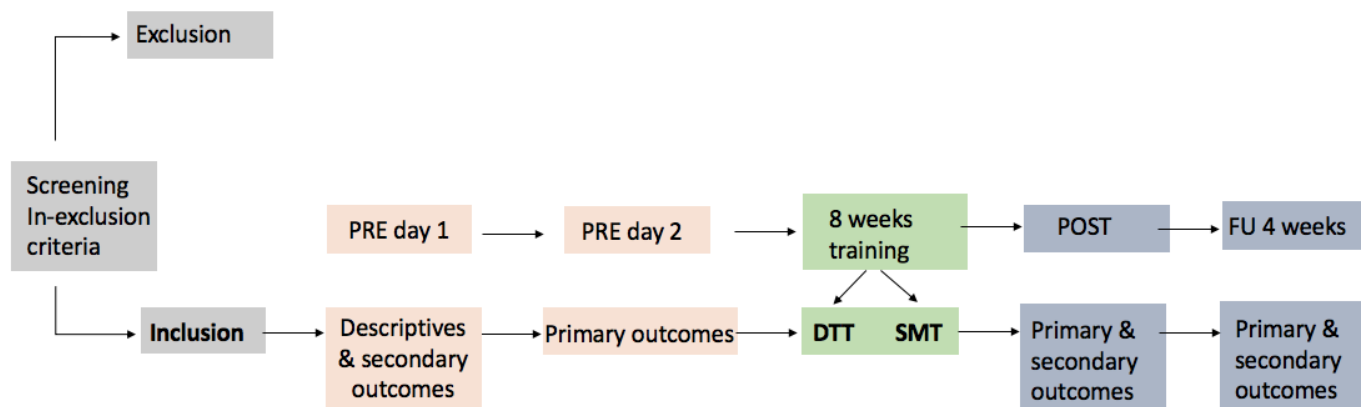 Exclusion
Screening
In-exclusion
criteria
PRE day 1
PRE day 2
8 weeks
training
POST
FU 4 weeks
Inclusion
Descriptives
& secondary
outcomes
Primary outcomes
DTT SMT
Primary &
secondary
outcomes
Primary &
secondary
outcomes